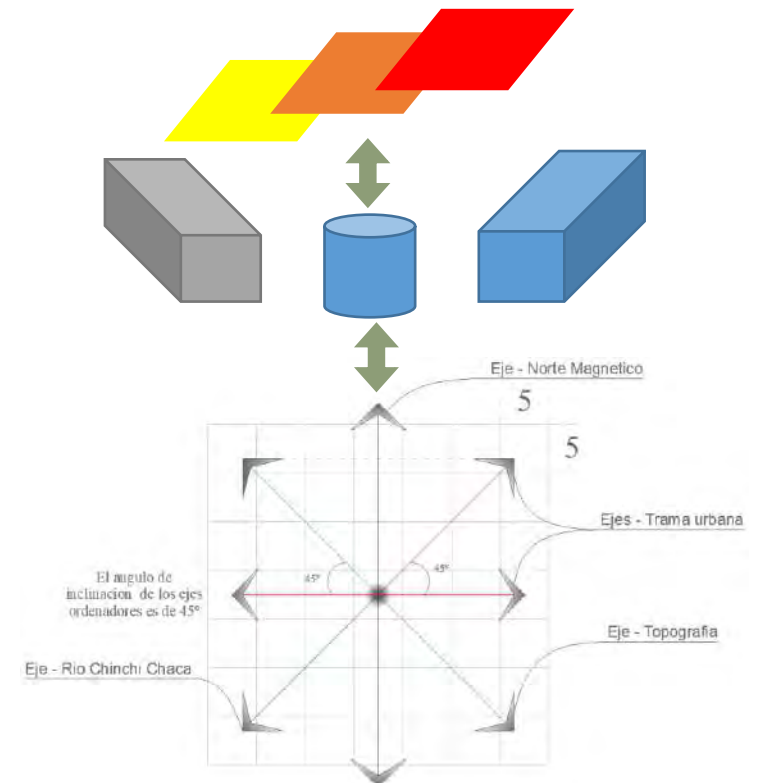 Eje - Norte Magnetico
5
5
Ejes - Trama urbana
45°
45°
El augulo de
inclinacion de los ejes
ordenadores es de 45°
Eje - Topografia
Eje - Rio Chinchi Chaca